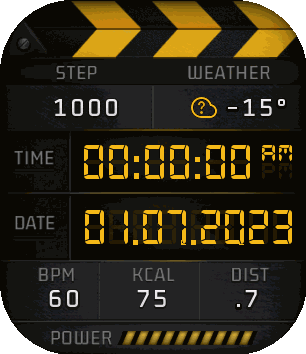 STEP WEATHER
1000 -15°
TIME 00:00:00 AM
DATE 01.07.2023
BPM KCAL DIST
60 75 .7
POWER